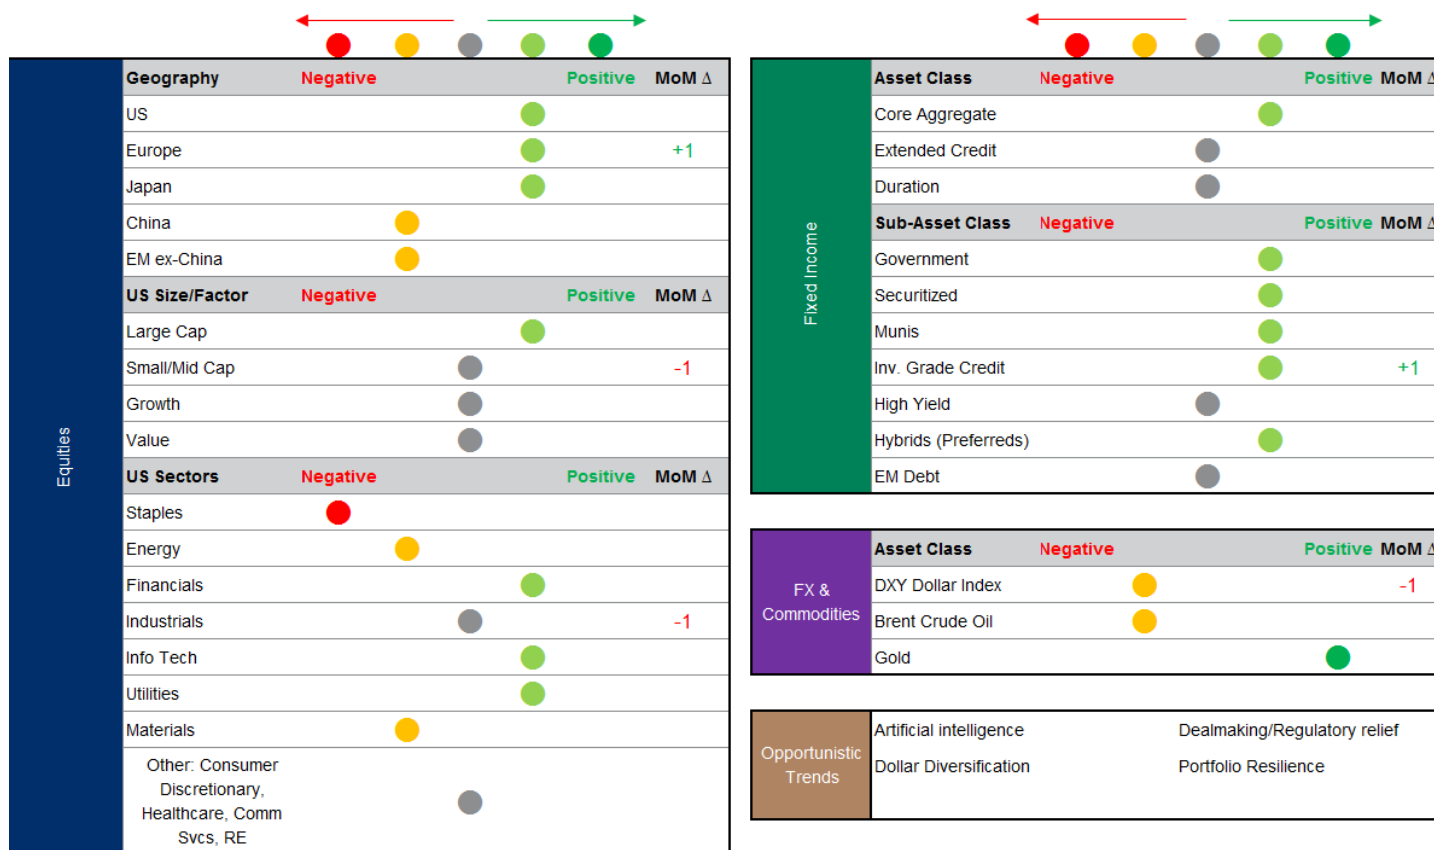 Equities
Geography Negative Positive MoM Δ
US
Europe +1
Japan
China
EM ex-China
US Size/Factor Negative Positive MoM Δ
Large Cap
Small/Mid Cap -1
Growth
Value
US Sectors Negative Positive MoM Δ
Staples
Energy
Financials
Industrials -1
Info Tech
Utilities
Materials
Other: Consumer
Discretionary,
Healthcare, Comm
Svcs, RE
Fixed Income
Asset Class Negative Positive MoM Δ
Core Aggregate
Extended Credit
Duration
Sub-Asset Class Negative Positive MoM Δ
Government
Securitized
Munis
Inv. Grade Credit +1
High Yield
Hybrids (Preferreds)
EM Debt
FX &
Commodities
Asset Class Negative Positive MoM Δ
DXY Dollar Index -1
Brent Crude Oil
Gold
Opportunistic
Trends
Artificial intelligence Dealmaking/Regulatory relief
Dollar Diversification Portfolio Resilience